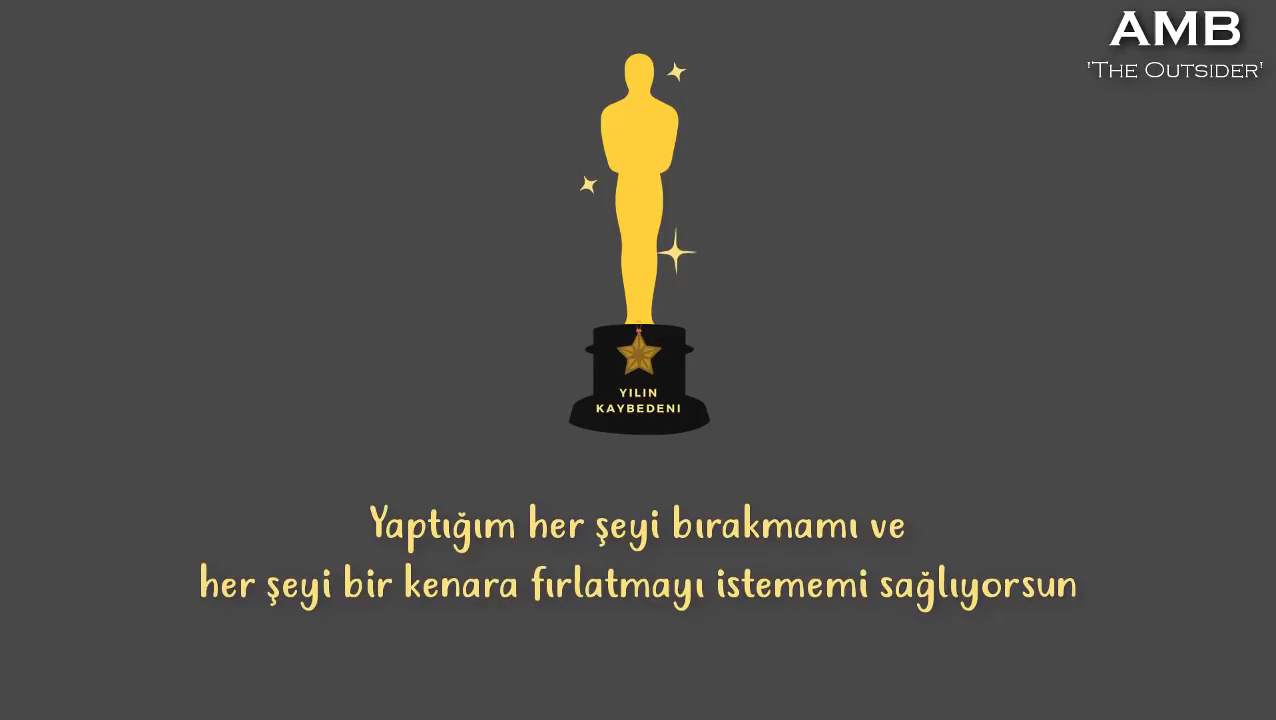 AMB
'The Outsider'
YILIN
KAYBEDENI
Yaptığım her şeyi bırakmamı ve
her şeyi bir kenara fırlatmayı istememi sağlıyorsun